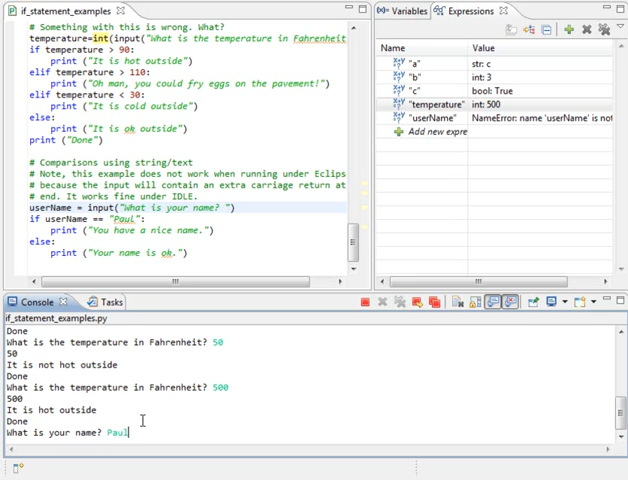 if_statement_examples
# Something with this is wrong. What?
temperature=int(input("What is the temperature in Fahrenheit
if temperature > 90:
print ("It is hot outside")
elif temperature > 110:
print ("Oh man, you could fry eggs on the pavement!")
elif temperature < 30:
print ("It is cold outside")
else:
print ("It is ok outside")
print ("Done")
# Comparisons using string/text
# Note, this example does not work when running under Eclips
# because the input will contain an extra carriage return at
# end. It works fine under IDLE.
userName = input("What is your name? ")
if userName == "Paul":
print ("You have a nice name.")
else:
print ("Your name is ok.")
Variables
Expressions
Name Value
"a" str: c
"b" int: 3
"c" bool: True
"temperature" int: 500
"userName" NameError: name 'userName' is not
Add new expre
Console
Tasks
if_statement_examples.py
Done
What is the temperature in Fahrenheit? 50
50
It is not hot outside
Done
What is the temperature in Fahrenheit? 500
500
It is hot outside
Done
What is your name? Paul